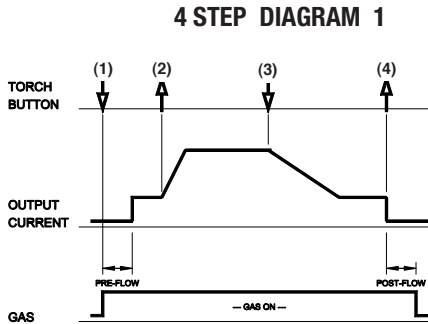 4 STEP DIAGRAM 1
(1) (2) (3) (4)
TORCH
BUTTON
OUTPUT
CURRENT
PRE-FLOW POST-FLOW
GAS — GAS ON —